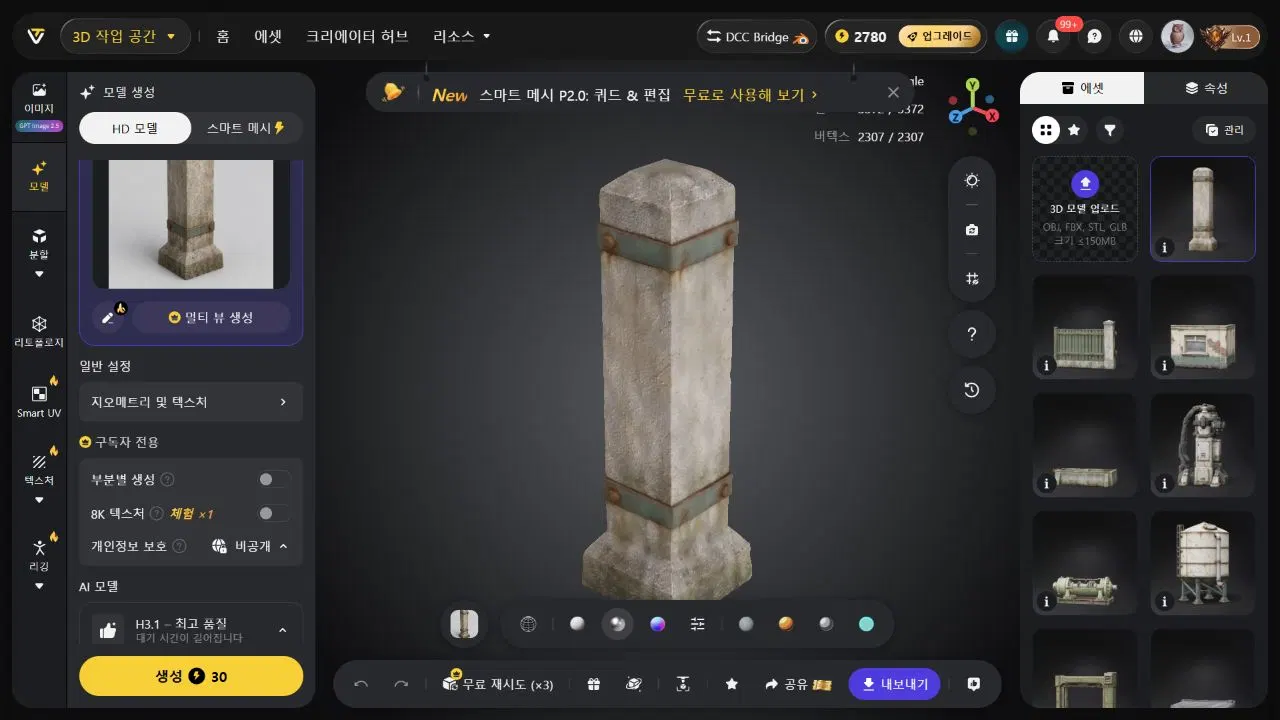 3D 작업 공간
홈
에셋
크리에이터 허브
리소스
DCC Bridge
2780
업그레이드
99+
Lv.1
이미지
GPT Image 2.5
모델
분할
리토폴로지
Smart UV
텍스처
리깅
모델 생성
HD 모델
스마트 메시
멀티 뷰 생성
일반 설정
지오메트리 및 텍스처
구독자 전용
부분별 생성 ?
8K 텍스처 ? 체험 ×1
개인정보 보호 ? 비공개
AI 모델
H3.1 – 최고 품질
대기 시간이 길어집니다
생성 30
New 스마트 메시 P2.0: 쿼드 & 편집 무료로 사용해 보기 ›
버텍스 2307 / 2307
Y
Z
X
?
무료 재시도 (×3)
공유
내보내기
에셋
속성
관리
3D 모델 업로드
OBJ, FBX, STL, GLB
크기 ≤150MB